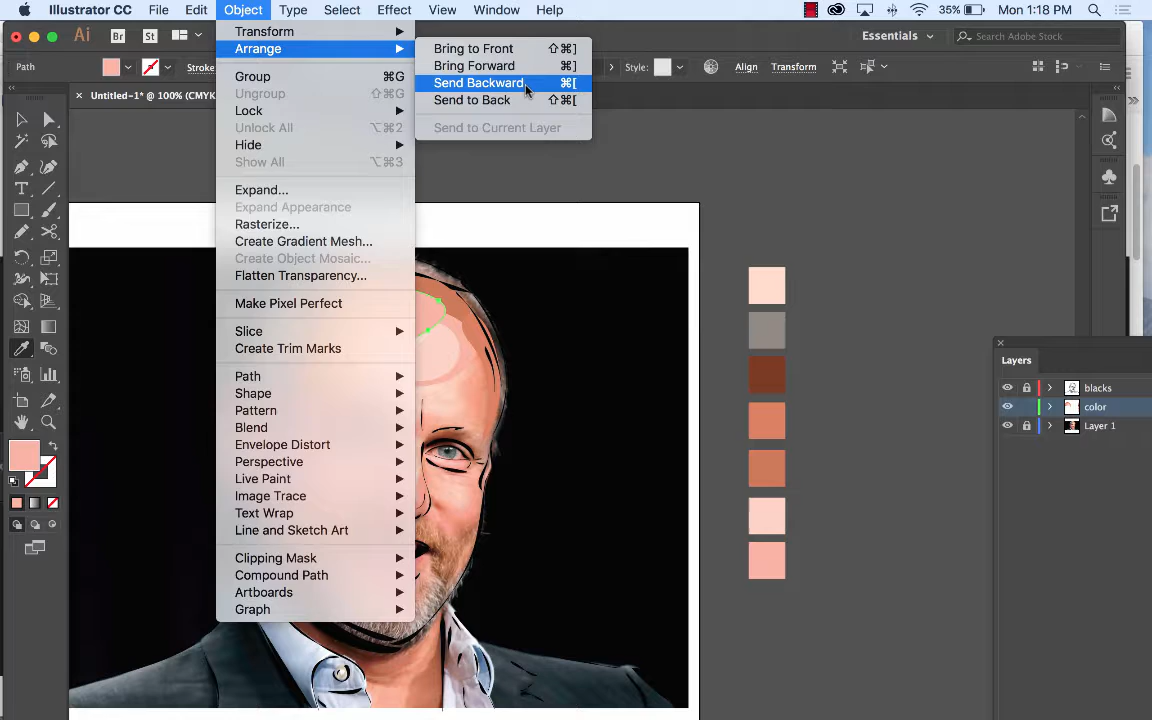 Illustrator CC File Edit Object Type Select Effect View Window Help 35% Mon 1:18 PM
Ai Br St Essentials Search Adobe Stock
Path Stroke Style: Align Transform
× Untitled-1* @ 100% (CMYK
Transform
Arrange
Group ⌘G
Ungroup ⇧⌘G
Lock
Unlock All ⌥⌘2
Hide
Show All ⌥⌘3
Expand...
Expand Appearance
Rasterize...
Create Gradient Mesh...
Create Object Mosaic...
Flatten Transparency...
Make Pixel Perfect
Slice
Create Trim Marks
Path
Shape
Pattern
Blend
Envelope Distort
Perspective
Live Paint
Image Trace
Text Wrap
Line and Sketch Art
Clipping Mask
Compound Path
Artboards
Graph
Bring to Front ⇧⌘]
Bring Forward ⌘]
Send Backward ⌘[
Send to Back ⇧⌘[
Send to Current Layer
Layers
blacks
color
Layer 1